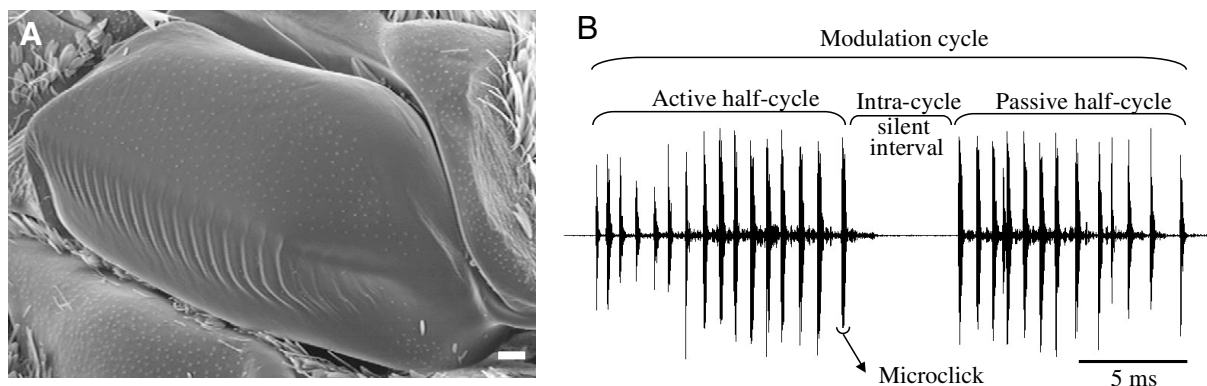 A
B
Modulation cycle
Active half-cycle
Intra-cycle
silent
interval
Passive half-cycle
Microclick
5 ms